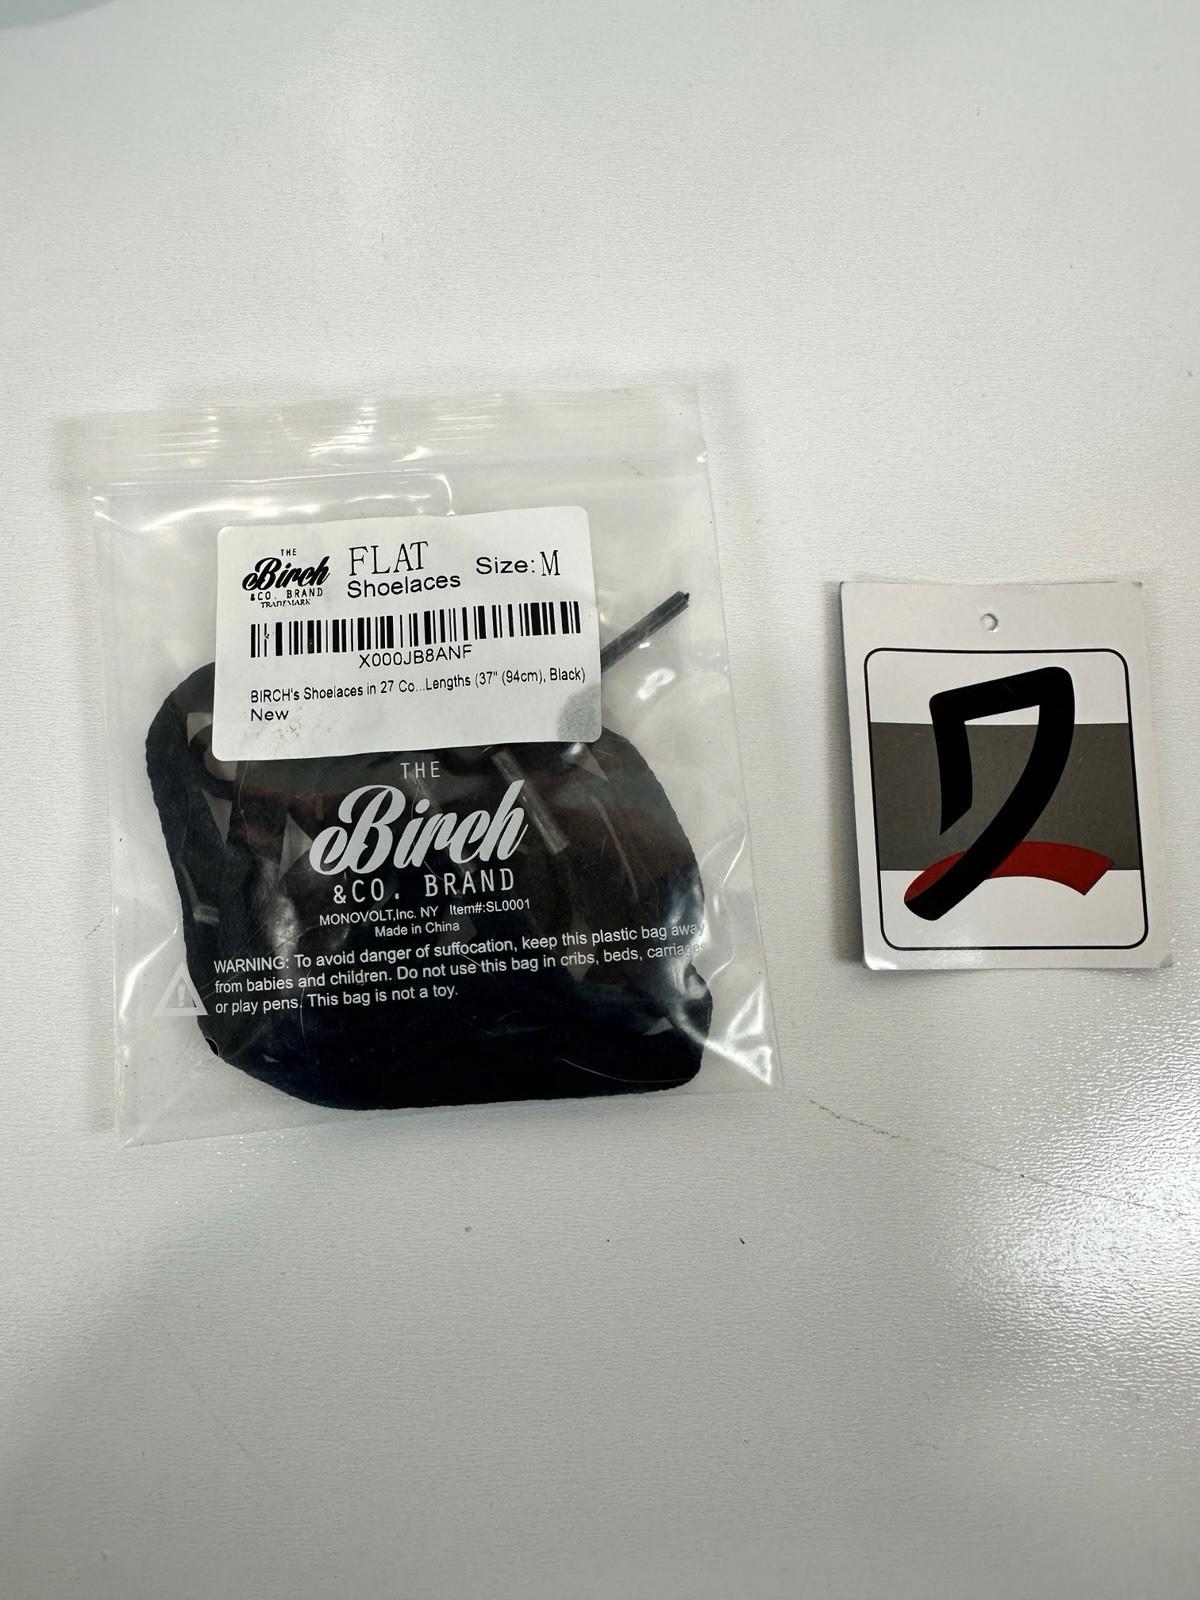 THE
Birch
&CO. BRAND
TRADEMARK
FLAT
Shoelaces
Size: M
X000JB8ANF
BIRCH's Shoelaces in 27 Co...Lengths (37" (94cm), Black)
New
THE
Birch
&CO. BRAND
MONOVOLT,Inc. NY Item#:SL0001
Made in China
WARNING: To avoid danger of suffocation, keep this plastic bag away
from babies and children. Do not use this bag in cribs, beds, carriages
or play pens. This bag is not a toy.